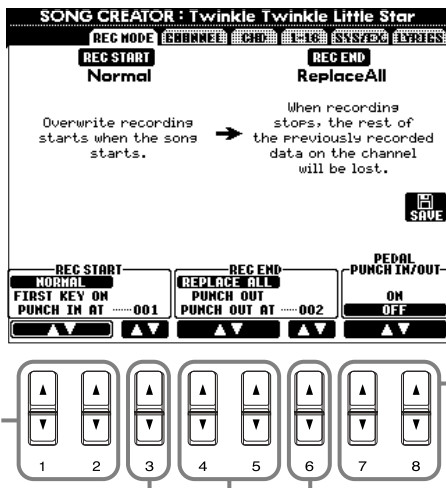 SONG CREATOR : Twinkle Twinkle Little Star
REC MODE CHANNEL CHD 1-16 SYS/EX. LYRICS
REC START
Normal
REC END
ReplaceAll
Overwrite recording
starts when the song
starts.
When recording
stops, the rest of
the previously recorded
data on the channel
will be lost.
SAVE
REC START
NORMAL
FIRST KEY ON
PUNCH IN AT ······001
REC END
REPLACE ALL
PUNCH OUT
PUNCH OUT AT ······002
PEDAL
PUNCH IN/OUT
ON
OFF
1 2 3 4 5 6 7 8